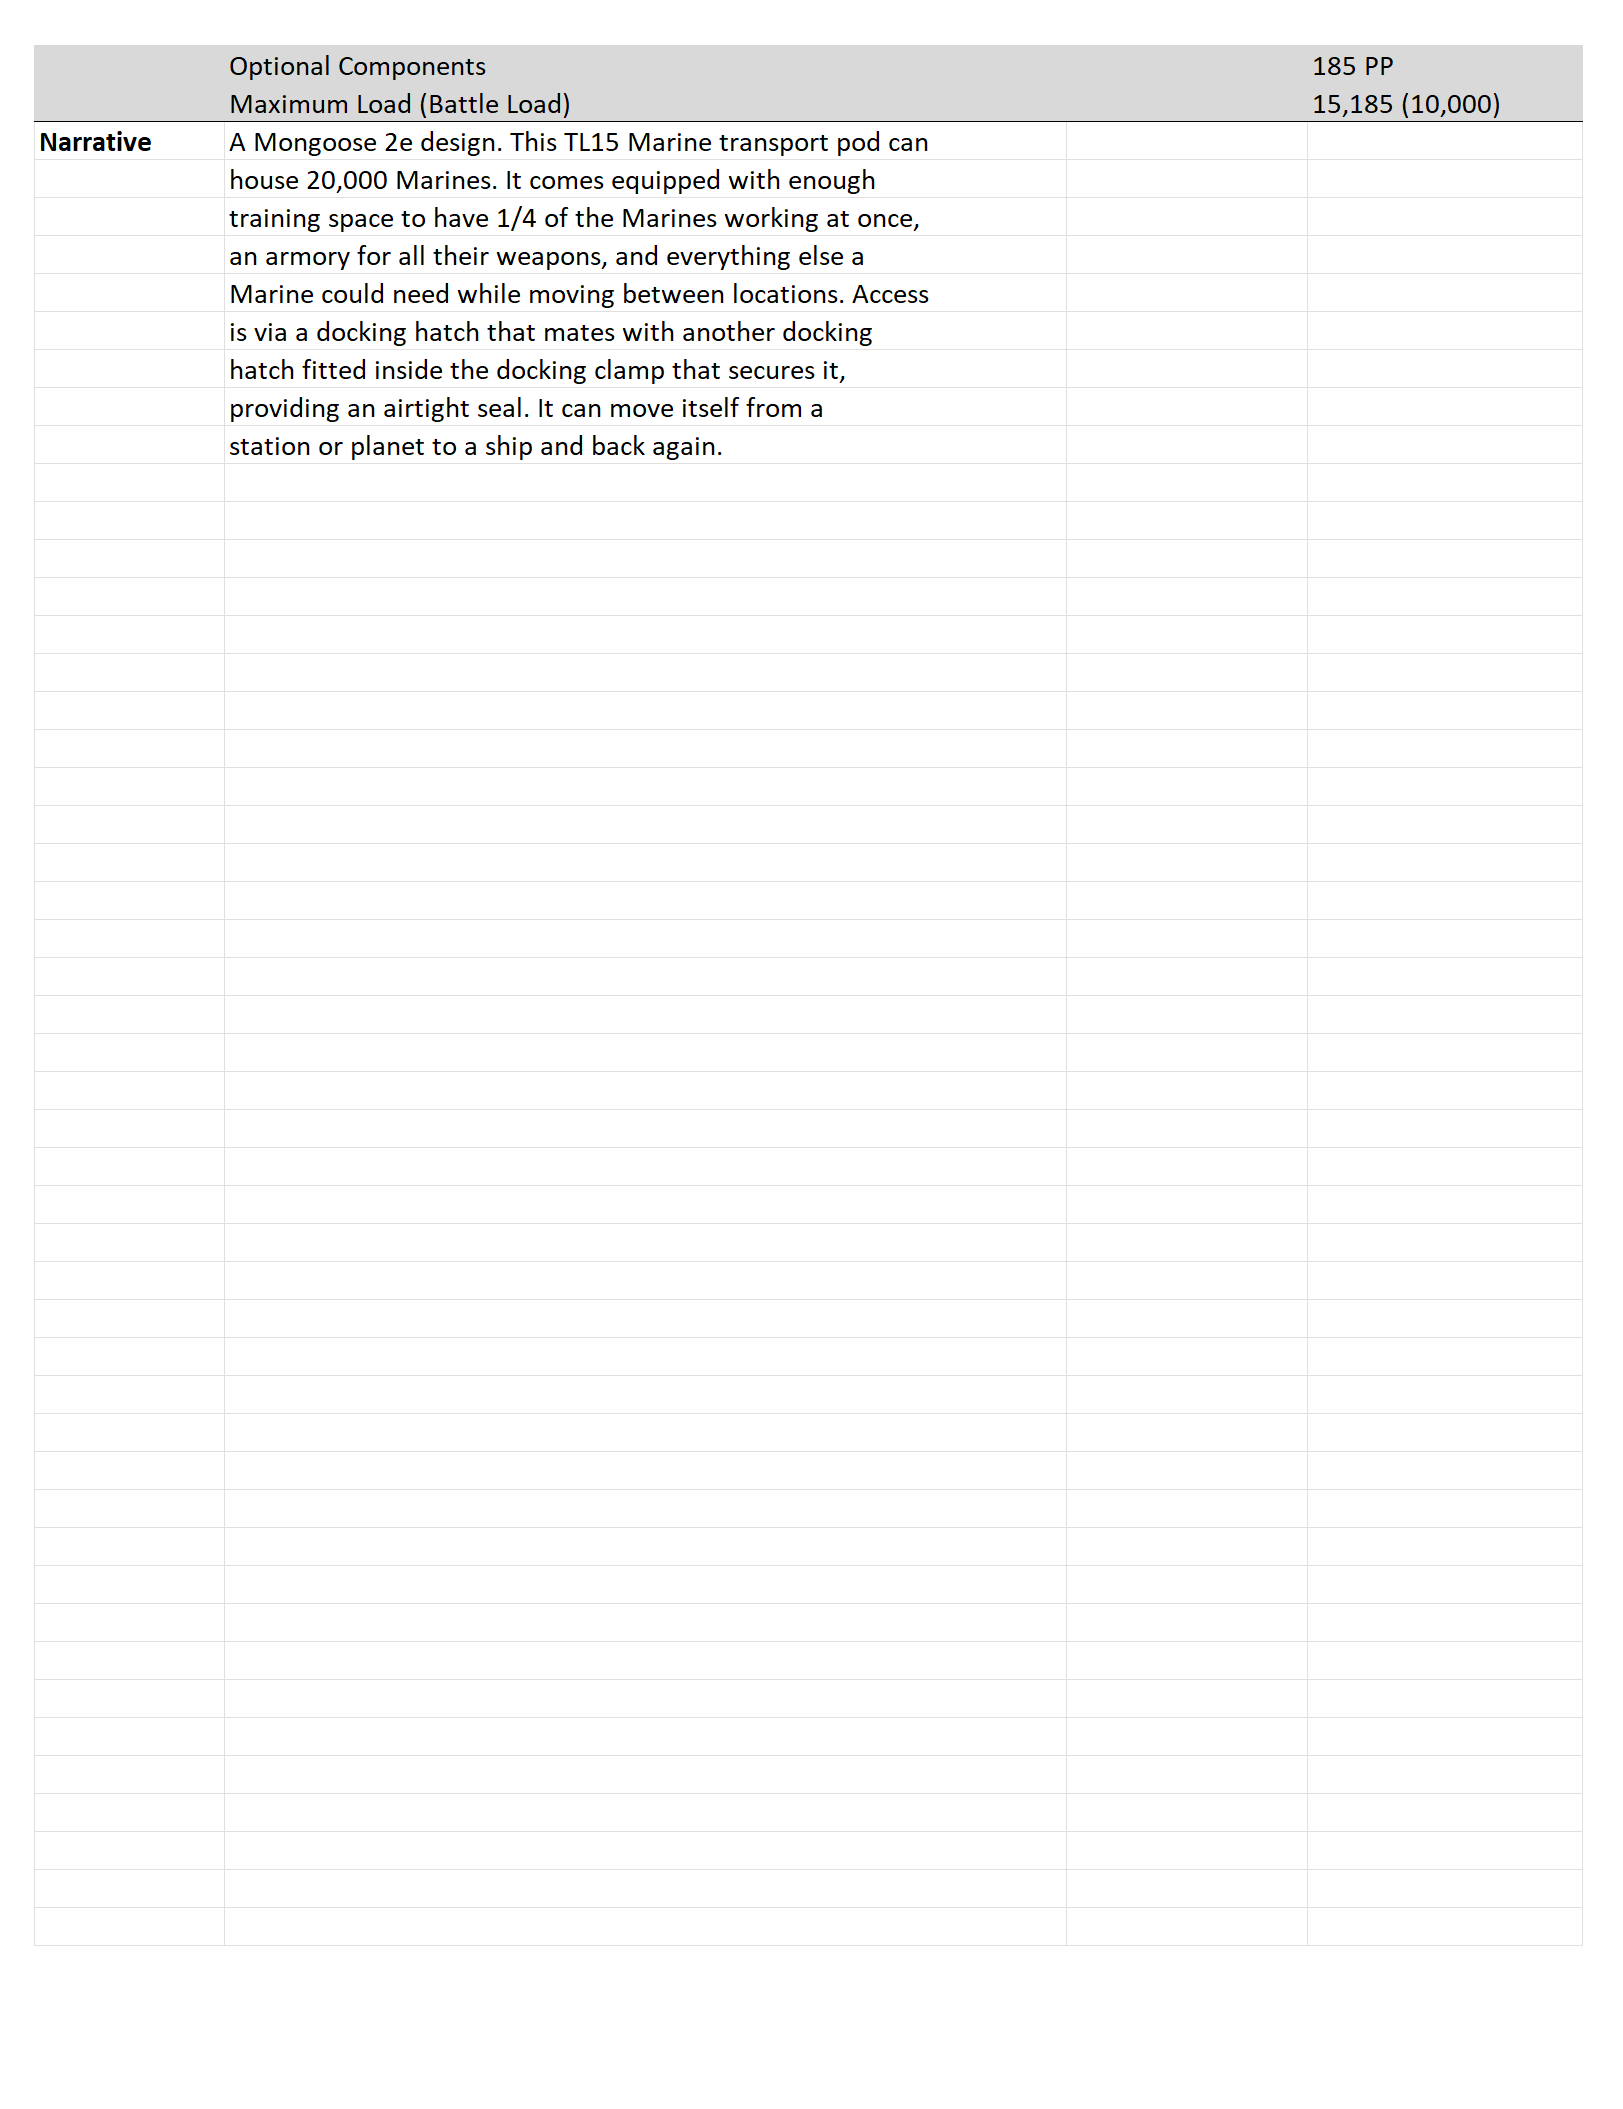 Optional Components 185 PP
Maximum Load (Battle Load) 15,185 (10,000)
Narrative A Mongoose 2e design. This TL15 Marine transport pod can
house 20,000 Marines. It comes equipped with enough
training space to have 1/4 of the Marines working at once,
an armory for all their weapons, and everything else a
Marine could need while moving between locations. Access
is via a docking hatch that mates with another docking
hatch fitted inside the docking clamp that secures it,
providing an airtight seal. It can move itself from a
station or planet to a ship and back again.